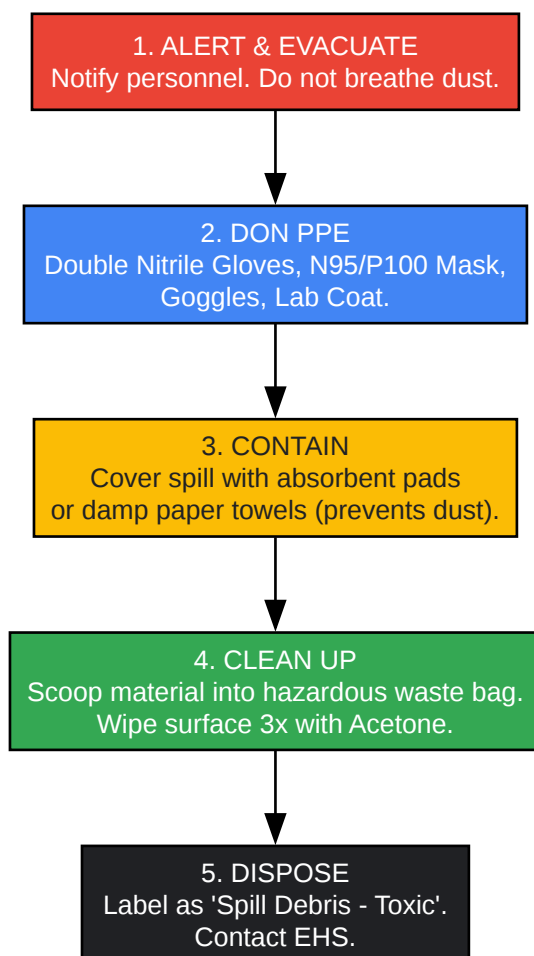 1. ALERT & EVACUATE
Notify personnel. Do not breathe dust.
2. DON PPE
Double Nitrile Gloves, N95/P100 Mask,
Goggles, Lab Coat.
3. CONTAIN
Cover spill with absorbent pads
or damp paper towels (prevents dust).
4. CLEAN UP
Scoop material into hazardous waste bag.
Wipe surface 3x with Acetone.
5. DISPOSE
Label as 'Spill Debris - Toxic'.
Contact EHS.